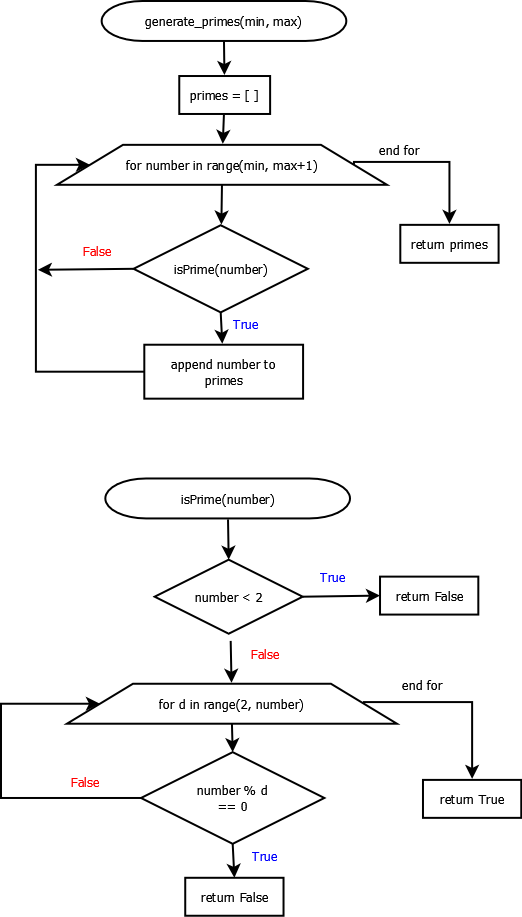 generate_primes(min, max)
primes = [ ]
for number in range(min, max+1)
end for
return primes
isPrime(number)
False
True
append number to
primes
isPrime(number)
number < 2
True
return False
False
for d in range(2, number)
end for
return True
number % d
== 0
False
True
return False